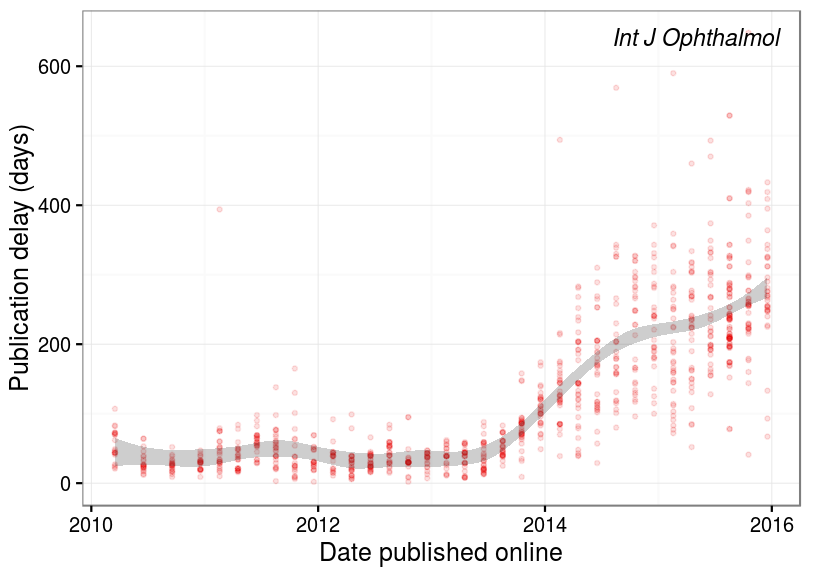 Int J Ophthalmol
600
400
200
0
Publication delay (days)
2010 2012 2014 2016
Date published online